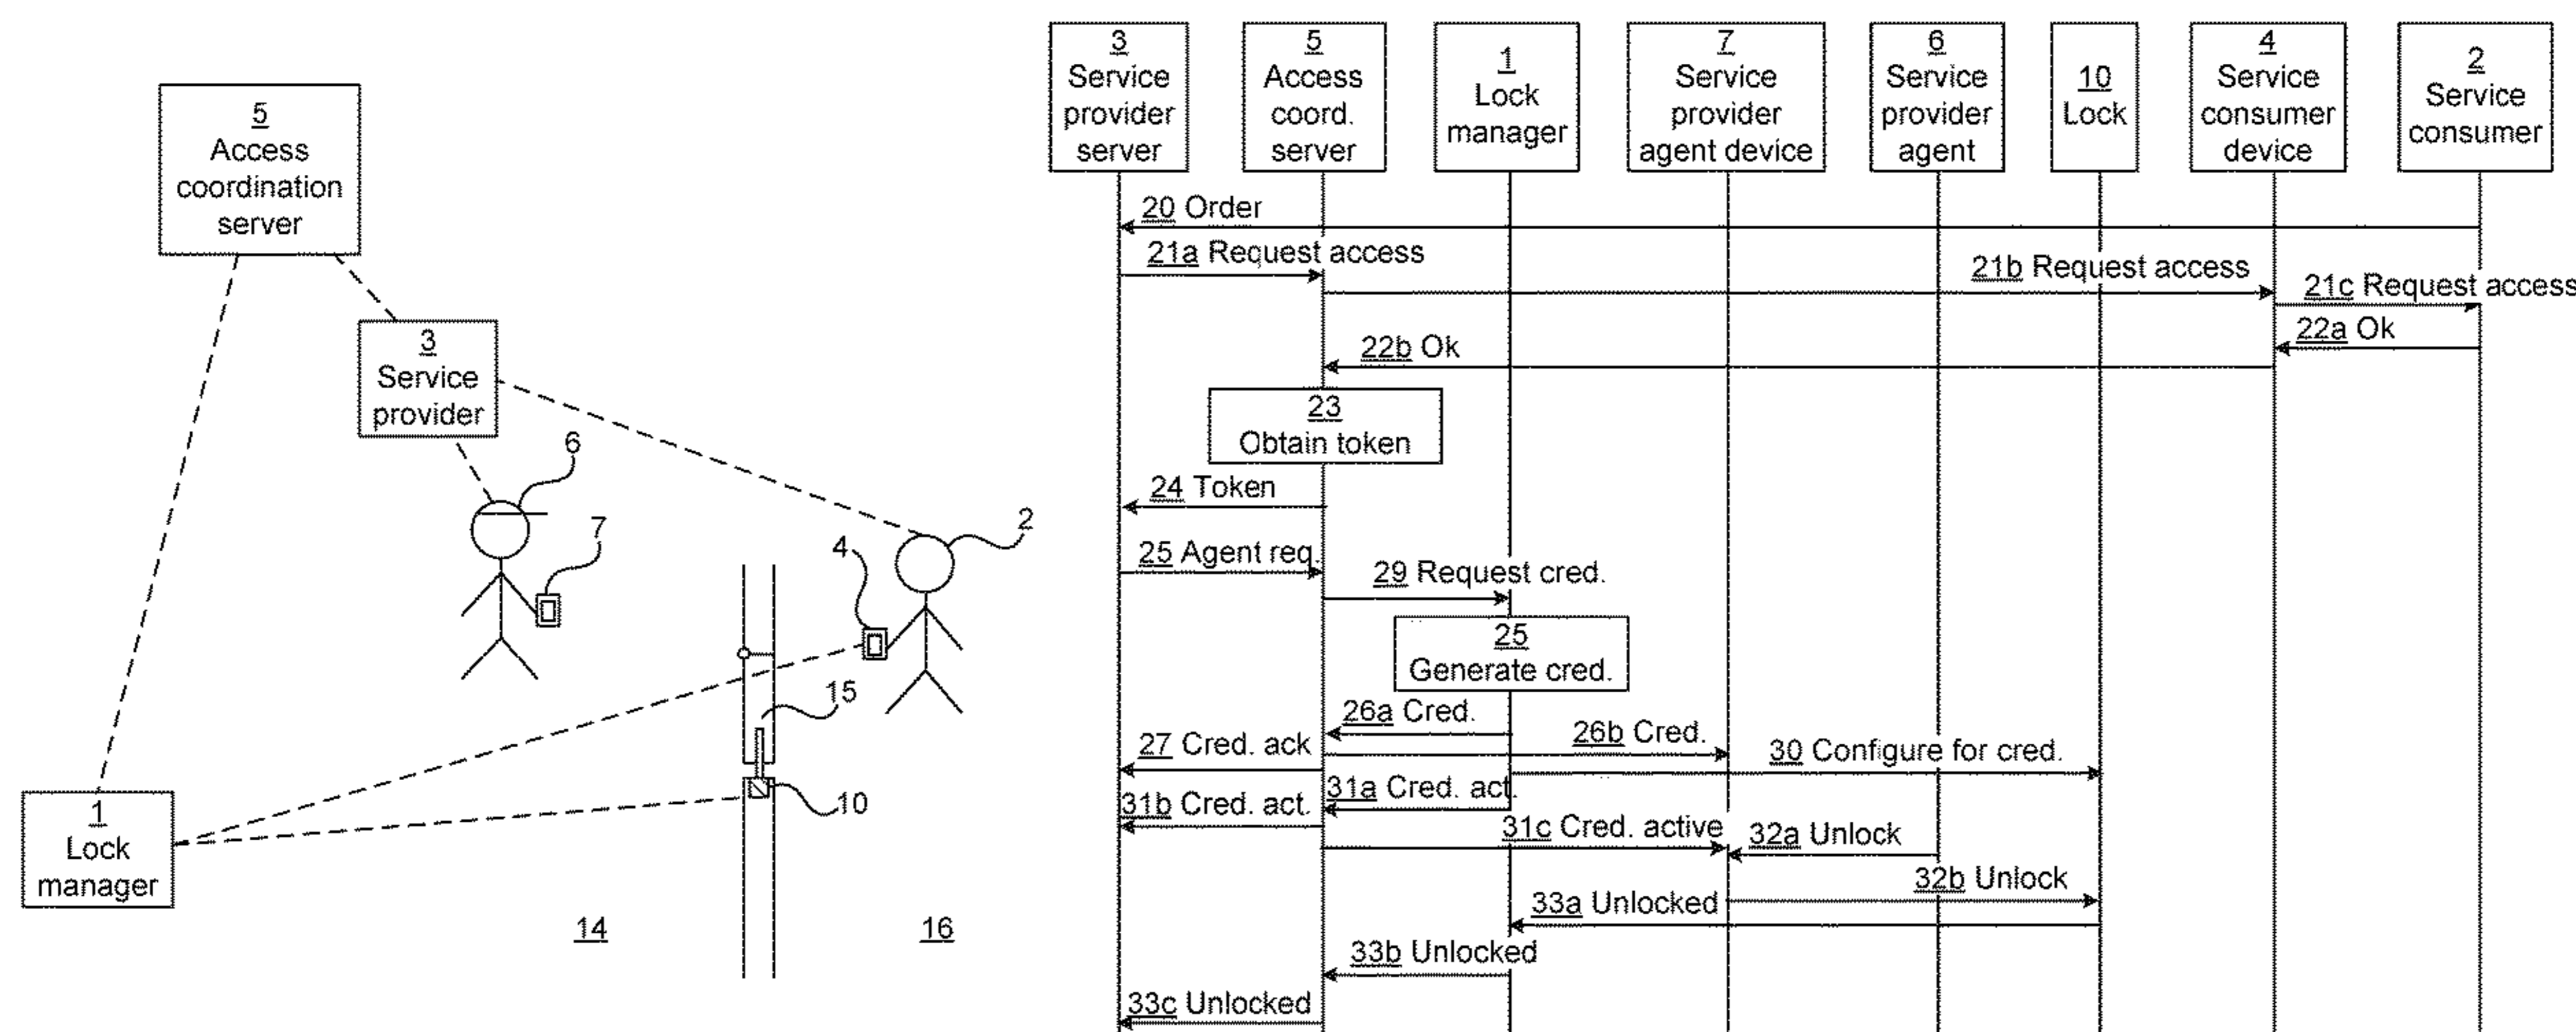 5
Access
coordination
server
3
Service
provider
6
7
4
2
15
10
1
Lock
manager
14
16
3
Service
provider
server
5
Access
coord.
server
1
Lock
manager
7
Service
provider
agent device
6
Service
provider
agent
10
Lock
4
Service
consumer
device
2
Service
consumer
20 Order
21a Request access
21b Request access
21c Request access
22a Ok
22b Ok
23
Obtain token
24 Token
25 Agent req.
29 Request cred.
25
Generate cred.
26a Cred.
27 Cred. ack
26b Cred.
30 Configure for cred.
31a Cred. act.
31b Cred. act.
31c Cred. active
32a Unlock
32b Unlock
33a Unlocked
33b Unlocked
33c Unlocked